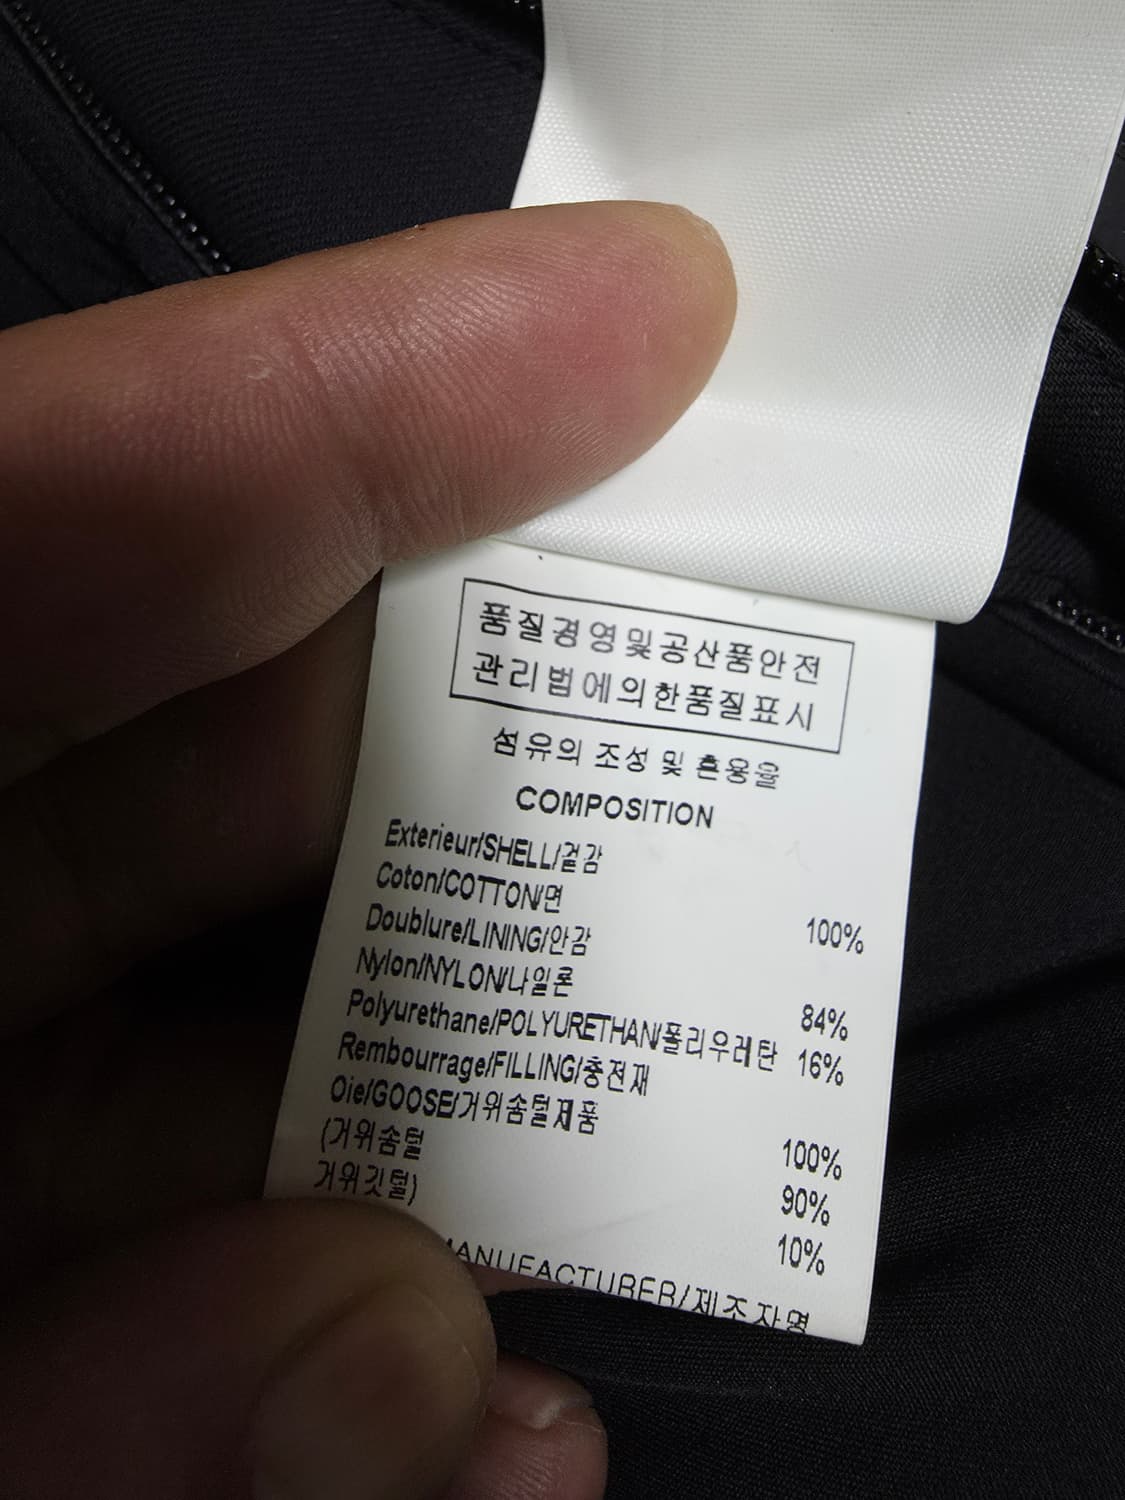 품질경영및공산품안전
관리법에의한품질표시
섬유의 조성 및 혼용율
COMPOSITION
Exterieur/SHELL/겉감
Coton/COTTON/면 100%
Doublure/LINING/안감
Nylon/NYLON/나일론 84%
Polyurethane/POLYURETHAN/폴리우레탄 16%
Rembourrage/FILLING/충전재
Oie/GOOSE/거위솜털제품 100%
(거위솜털 90%
거위깃털) 10%
MANUFACTURER/제조자명